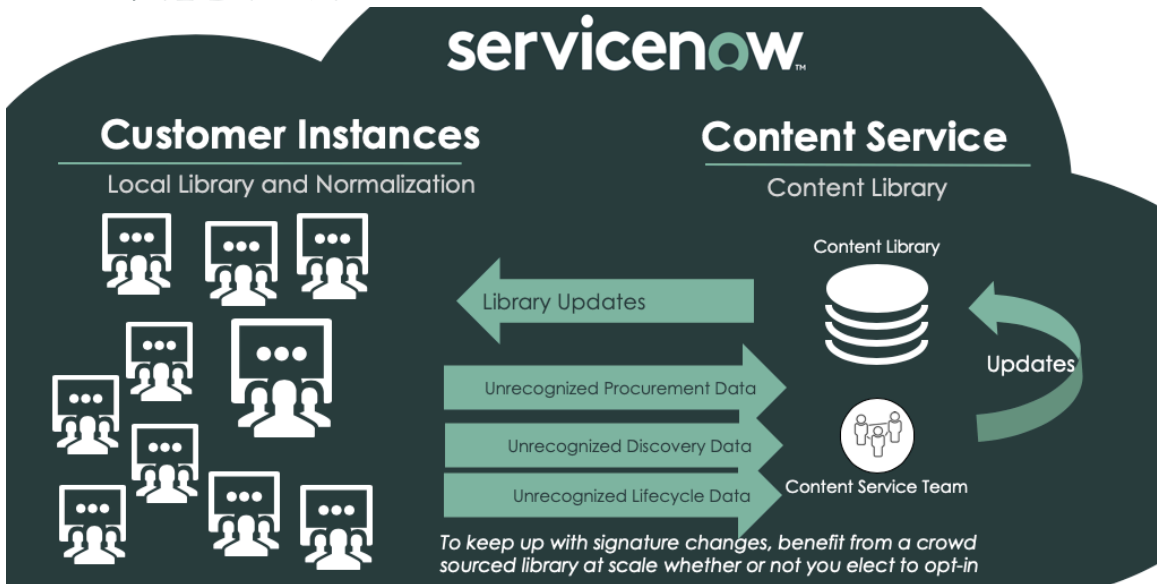 servicenow™
Customer Instances
Local Library and Normalization
Content Service
Content Library
Content Library
Library Updates
Updates
Unrecognized Procurement Data
Unrecognized Discovery Data
Unrecognized Lifecycle Data
Content Service Team
To keep up with signature changes, benefit from a crowd
sourced library at scale whether or not you elect to opt-in